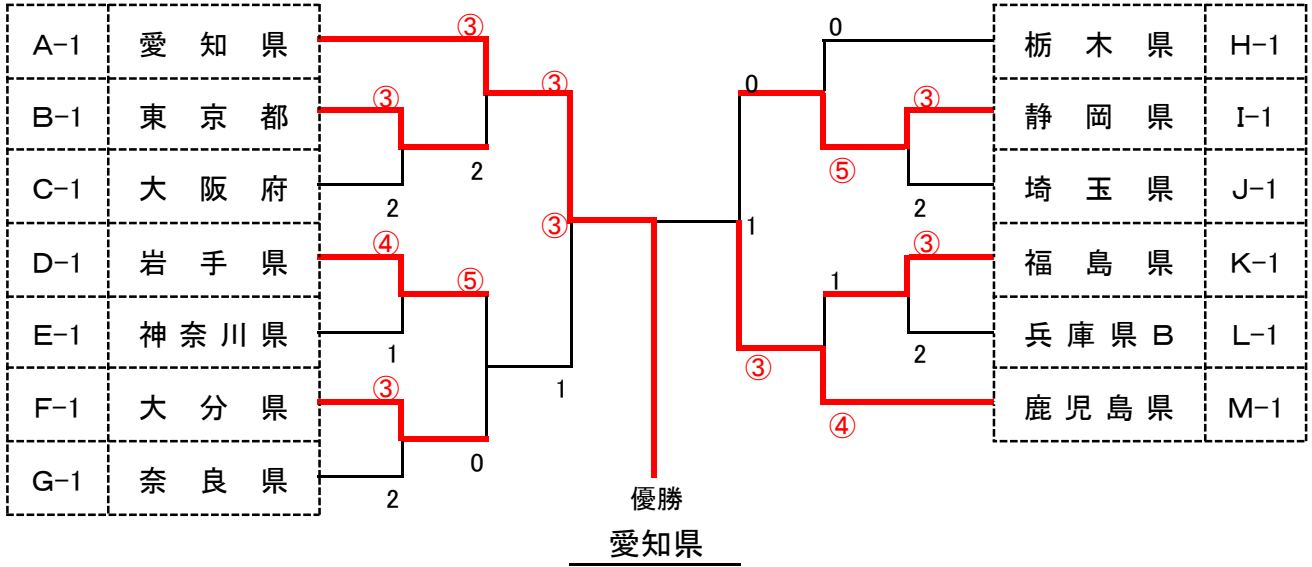 A-1 愛知県 ③ 0 栃木県 H-1
③ 0
B-1 東京都 ③ ③ 静岡県 I-1
2 ⑤
C-1 大阪府 2 2 埼玉県 J-1
③ 1
D-1 岩手県 ④ ③ 福島県 K-1
⑤ 1
E-1 神奈川県 1 2 兵庫県B L-1
③ 1 ③
F-1 大分県 ④ 鹿児島県 M-1
0
G-1 奈良県 2
優勝
愛知県